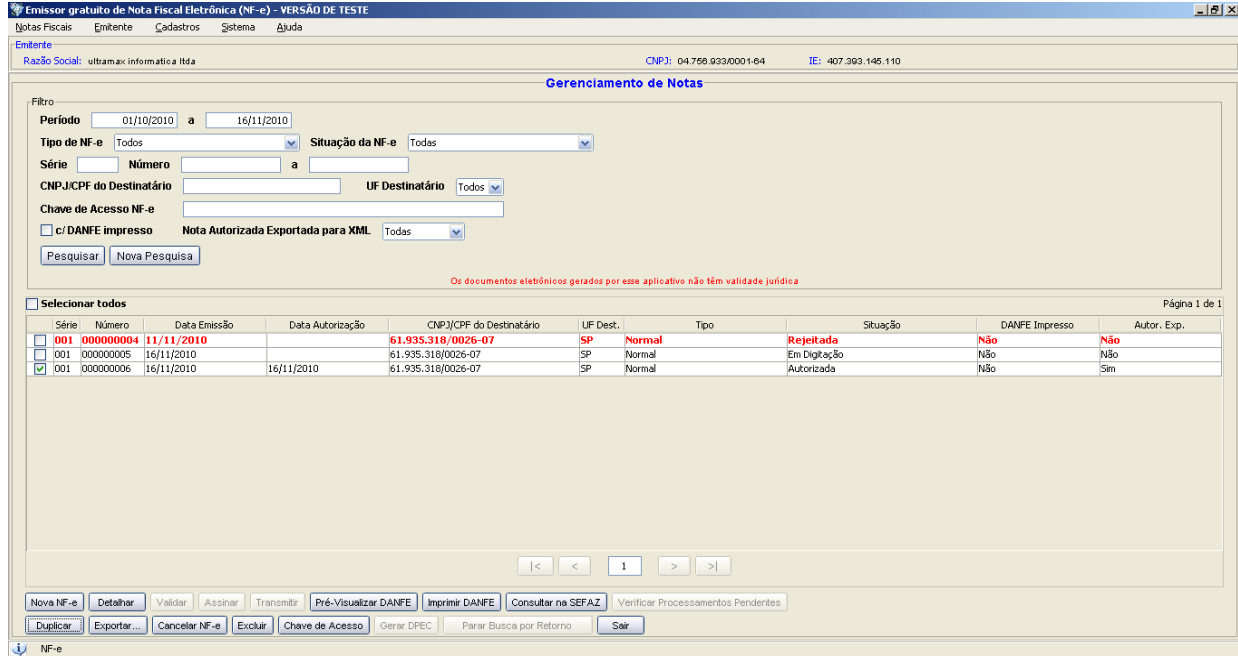 Emissor gratuito de Nota Fiscal Eletrônica (NF-e) - VERSÃO DE TESTE
Notas Fiscais Emitente Cadastros Sistema Ajuda
Emitente
Razão Social: ultramax informatica ltda CNPJ: 04.756.933/0001-64 IE: 407.393.145.110
Gerenciamento de Notas
Filtro
Período 01/10/2010 a 16/11/2010
Tipo de NF-e Todos Situação da NF-e Todas
Série Número a
CNPJ/CPF do Destinatário UF Destinatário Todos
Chave de Acesso NF-e
c/ DANFE impresso Nota Autorizada Exportada para XML Todas
Pesquisar Nova Pesquisa
Os documentos eletrônicos gerados por esse aplicativo não têm validade jurídica
Selecionar todos Página 1 de 1
Série Número Data Emissão Data Autorização CNPJ/CPF do Destinatário UF Dest. Tipo Situação DANFE Impresso Autor. Exp.
001 000000004 11/11/2010 61.935.318/0026-07 SP Normal Rejeitada Não Não
001 000000005 16/11/2010 61.935.318/0026-07 SP Normal Em Digitação Não Não
001 000000006 16/11/2010 16/11/2010 61.935.318/0026-07 SP Normal Autorizada Não Sim
|< < 1 > >|
Nova NF-e Detalhar Validar Assinar Transmitir Pré-Visualizar DANFE Imprimir DANFE Consultar na SEFAZ Verificar Processamentos Pendentes
Duplicar Exportar... Cancelar NF-e Excluir Chave de Acesso Gerar DPEC Parar Busca por Retorno Sair
NF-e